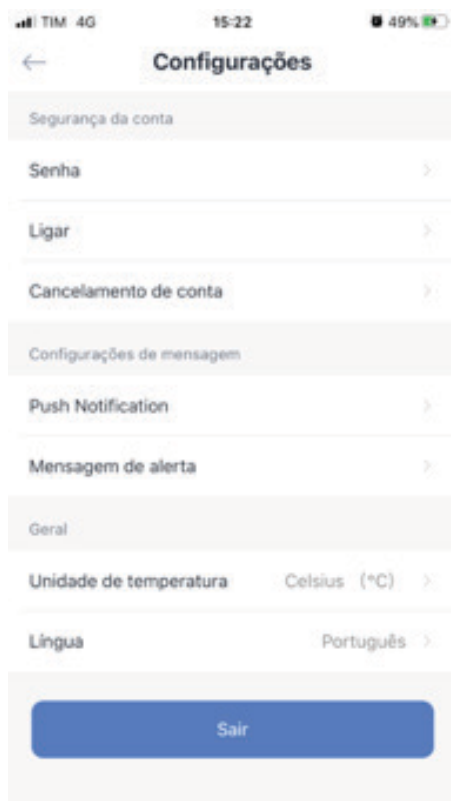 TIM 4G 15:22 49%
Configurações
Segurança da conta
Senha
Ligar
Cancelamento de conta
Configurações de mensagem
Push Notification
Mensagem de alerta
Geral
Unidade de temperatura Celsius (°C)
Língua Português
Sair